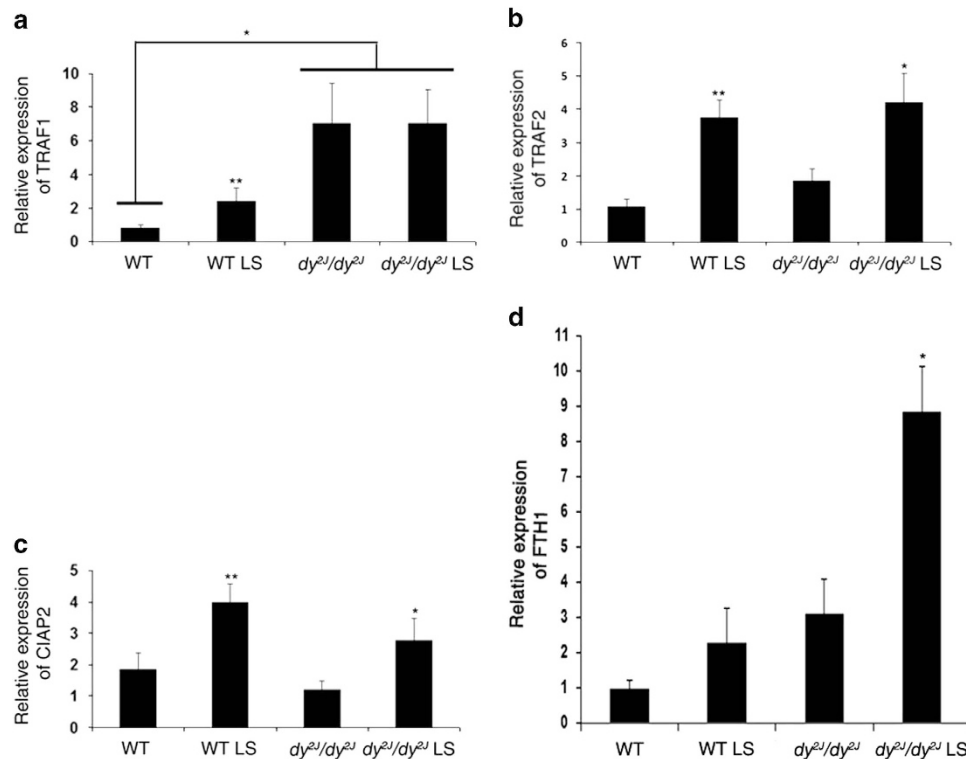 a
*
Relative expression
of TRAF1
10
8
6
4
2
0
**
WT
WT LS
dy²ᴶ/dy²ᴶ
dy²ᴶ/dy²ᴶ LS
b
Relative expression
of TRAF2
6
5
4
3
2
1
0
**
*
WT
WT LS
dy²ᴶ/dy²ᴶ
dy²ᴶ/dy²ᴶ LS
c
Relative expression
of CIAP2
5
4
3
2
1
0
**
*
WT
WT LS
dy²ᴶ/dy²ᴶ
dy²ᴶ/dy²ᴶ LS
d
Relative expression
of FTH1
11
10
9
8
7
6
5
4
3
2
1
0
*
WT
WT LS
dy²ᴶ/dy²ᴶ
dy²ᴶ/dy²ᴶ LS